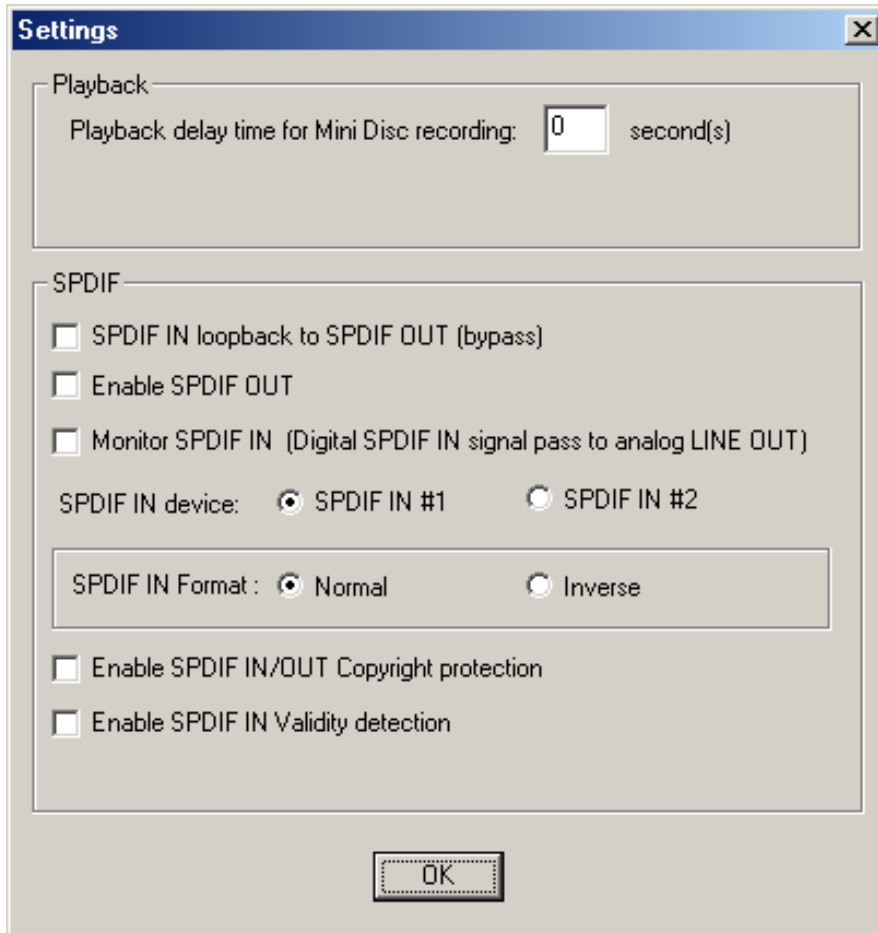 Settings
Playback
Playback delay time for Mini Disc recording: 0 second(s)
SPDIF
SPDIF IN loopback to SPDIF OUT (bypass)
Enable SPDIF OUT
Monitor SPDIF IN (Digital SPDIF IN signal pass to analog LINE OUT)
SPDIF IN device: SPDIF IN #1 SPDIF IN #2
SPDIF IN Format : Normal Inverse
Enable SPDIF IN/OUT Copyright protection
Enable SPDIF IN Validity detection
OK